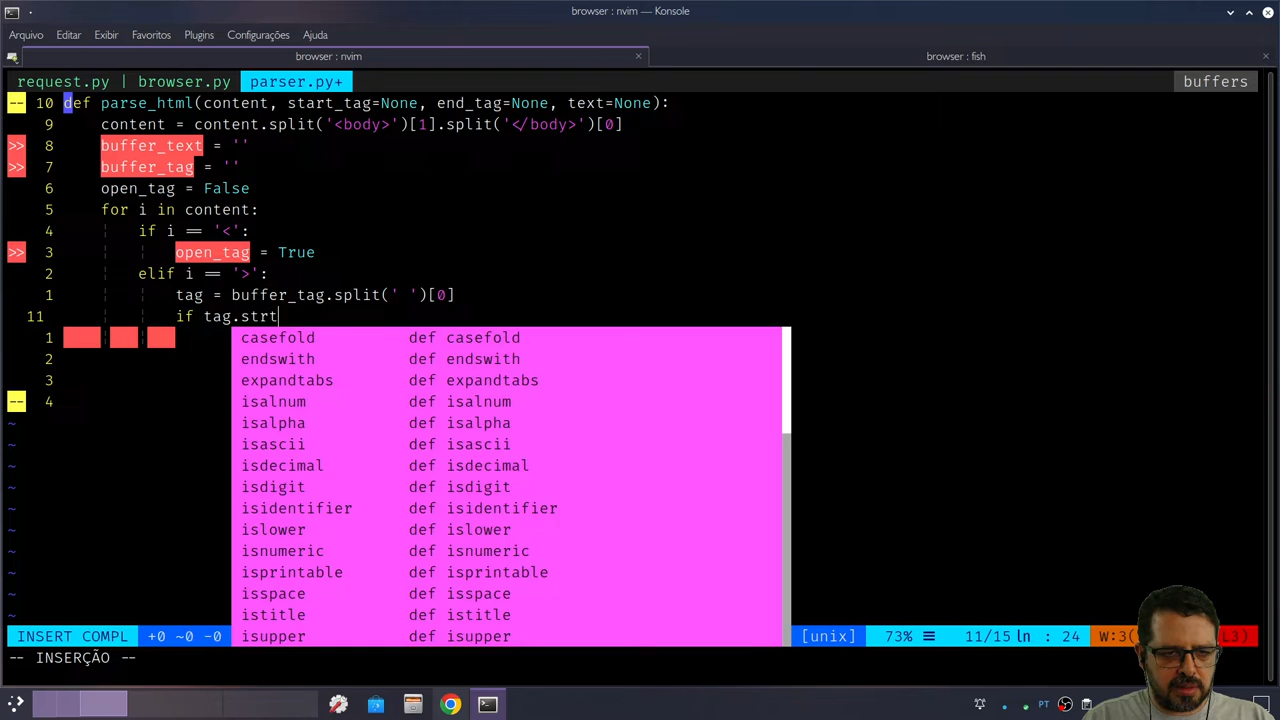 browser : nvim — Konsole
Arquivo Editar Exibir Favoritos Plugins Configurações Ajuda
browser : nvim browser : fish
request.py | browser.py parser.py+ buffers
-- 10 def parse_html(content, start_tag=None, end_tag=None, text=None):
9 content = content.split('<body>')[1].split('</body>')[0]
>> 8 buffer_text = ''
>> 7 buffer_tag = ''
6 open_tag = False
5 for i in content:
4 if i == '<':
>> 3 open_tag = True
2 elif i == '>':
1 tag = buffer_tag.split(' ')[0]
11 if tag.strt
1 casefold def casefold
2 endswith def endswith
3 expandtabs def expandtabs
-- 4 isalnum def isalnum
~ isalpha def isalpha
~ isascii def isascii
~ isdecimal def isdecimal
~ isdigit def isdigit
~ isidentifier def isidentifier
~ islower def islower
~ isnumeric def isnumeric
~ isprintable def isprintable
~ isspace def isspace
~ istitle def istitle
isupper def isupper
INSERT COMPL +0 ~0 -0 [unix] 73% ≡ 11/15 ln : 24 W:3( L3)
-- INSERÇÃO --
PT